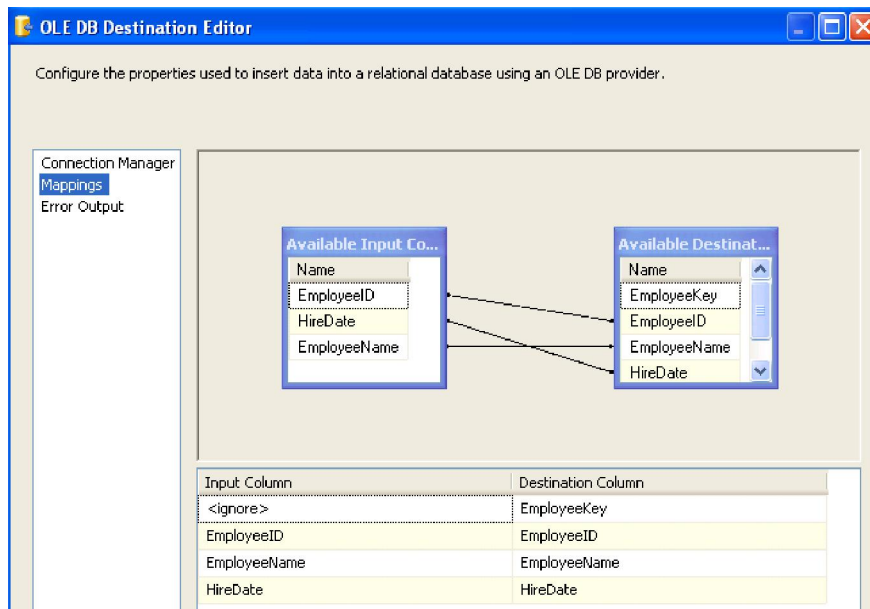 OLE DB Destination Editor
Configure the properties used to insert data into a relational database using an OLE DB provider.
Connection Manager
Mappings
Error Output
Available Input Co...
Name
EmployeeID
HireDate
EmployeeName
Available Destinat...
Name
EmployeeKey
EmployeeID
EmployeeName
HireDate
Input Column Destination Column
<ignore> EmployeeKey
EmployeeID EmployeeID
EmployeeName EmployeeName
HireDate HireDate